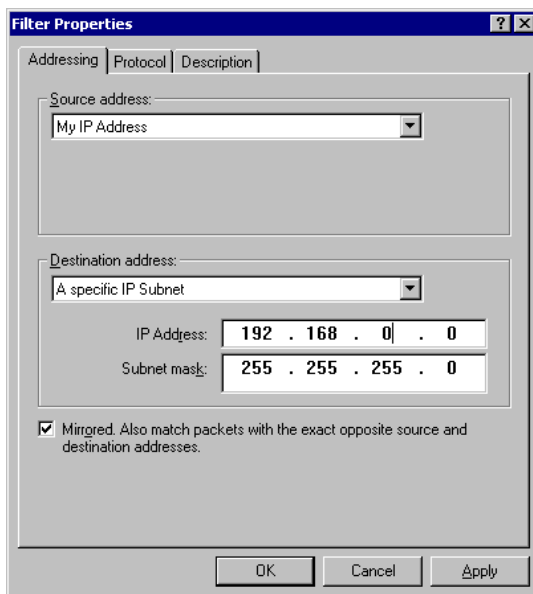 Filter Properties
Addressing Protocol Description
Source address:
My IP Address
Destination address:
A specific IP Subnet
IP Address: 192 . 168 . 0 . 0
Subnet mask: 255 . 255 . 255 . 0
Mirrored. Also match packets with the exact opposite source and
destination addresses.
OK Cancel Apply